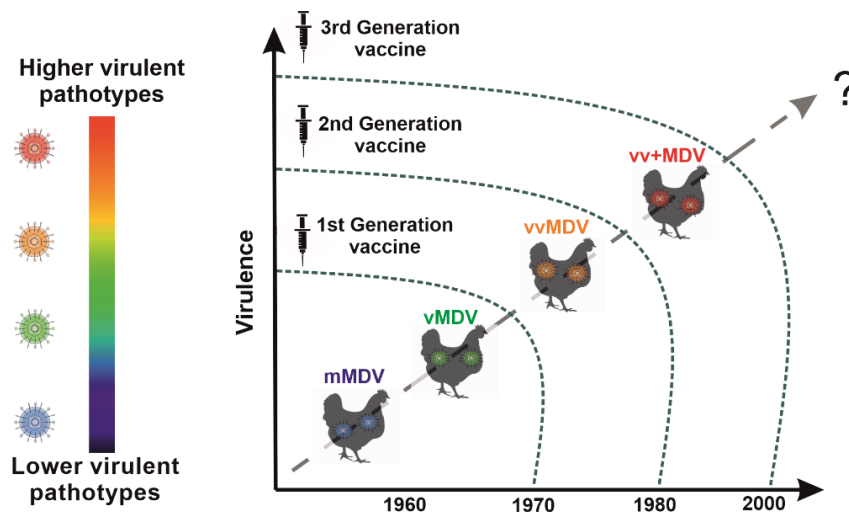 Higher virulent
pathotypes
Lower virulent
pathotypes
Virulence
3rd Generation
vaccine
2nd Generation
vaccine
1st Generation
vaccine
mMDV
vMDV
vvMDV
vv+MDV
?
1960
1970
1980
2000